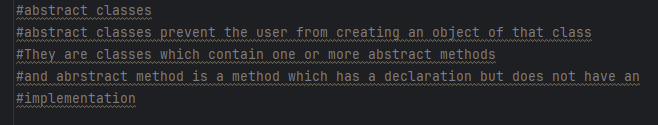 #abstract classes
#abstract classes prevent the user from creating an object of that class
#They are classes which contain one or more abstract methods
#and abrstract method is a method which has a declaration but does not have an
#implementation